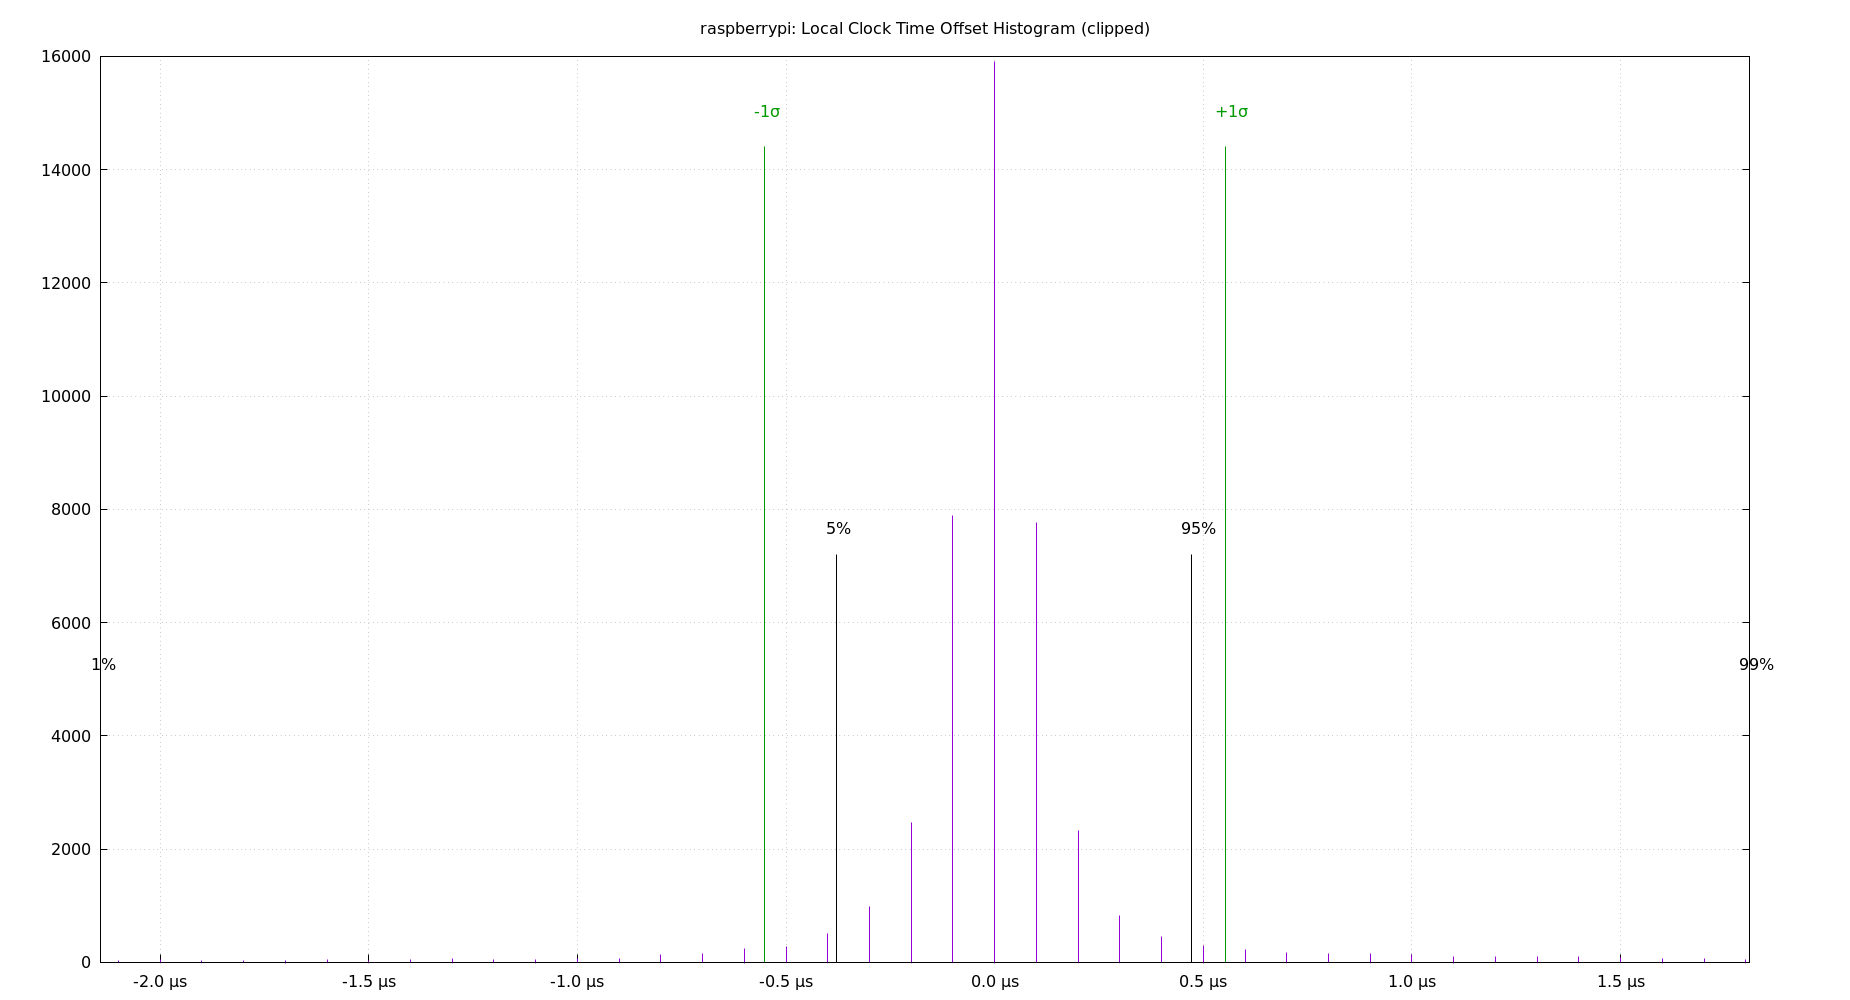 raspberrypi: Local Clock Time Offset Histogram (clipped)
16000
-1σ
+1σ
14000
12000
10000
8000
5%
95%
6000
1%
99%
4000
2000
0
-2.0 µs
-1.5 µs
-1.0 µs
-0.5 µs
0.0 µs
0.5 µs
1.0 µs
1.5 µs